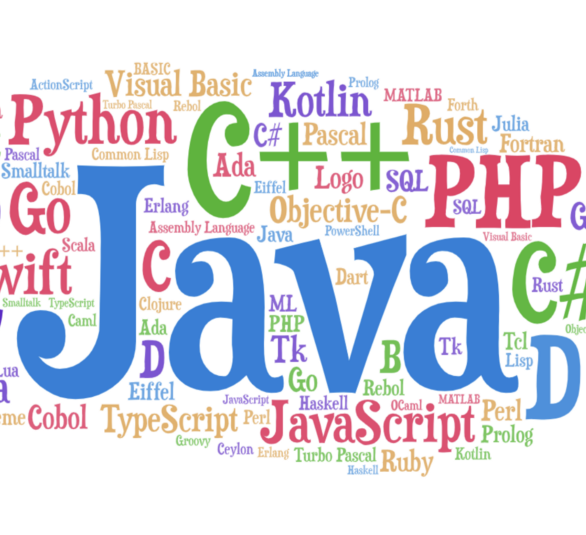 BASIC
Assembly Language
ActionScript
Visual Basic
Prolog
Kotlin
MATLAB
Turbo Pascal
Rebol
Forth
Python
C++
C#
Pascal
Rust
Julia
Fortran
Common Lisp
Pascal
Common Lisp
Ada
Smalltalk
Eiffel
Logo
SQL
PHP
Cobol
Go
Erlang
Objective-C
SQL
Assembly Language
Java
PowerShell
Visual Basic
Scala
++
wift
C
Java
Dart
C#
Rust
Smalltalk
TypeScript
Clojure
ML
Caml
PHP
Ada
Tk
Tk
Tcl
D
B
Lisp
D
Go
Eiffel
Rebol
JavaScript
Haskell
OCaml
MATLAB
Cobol
TypeScript
Perl
JavaScript
Perl
Prolog
Groovy
Ceylon
Erlang
Turbo Pascal
Kotlin
Haskell
Ruby